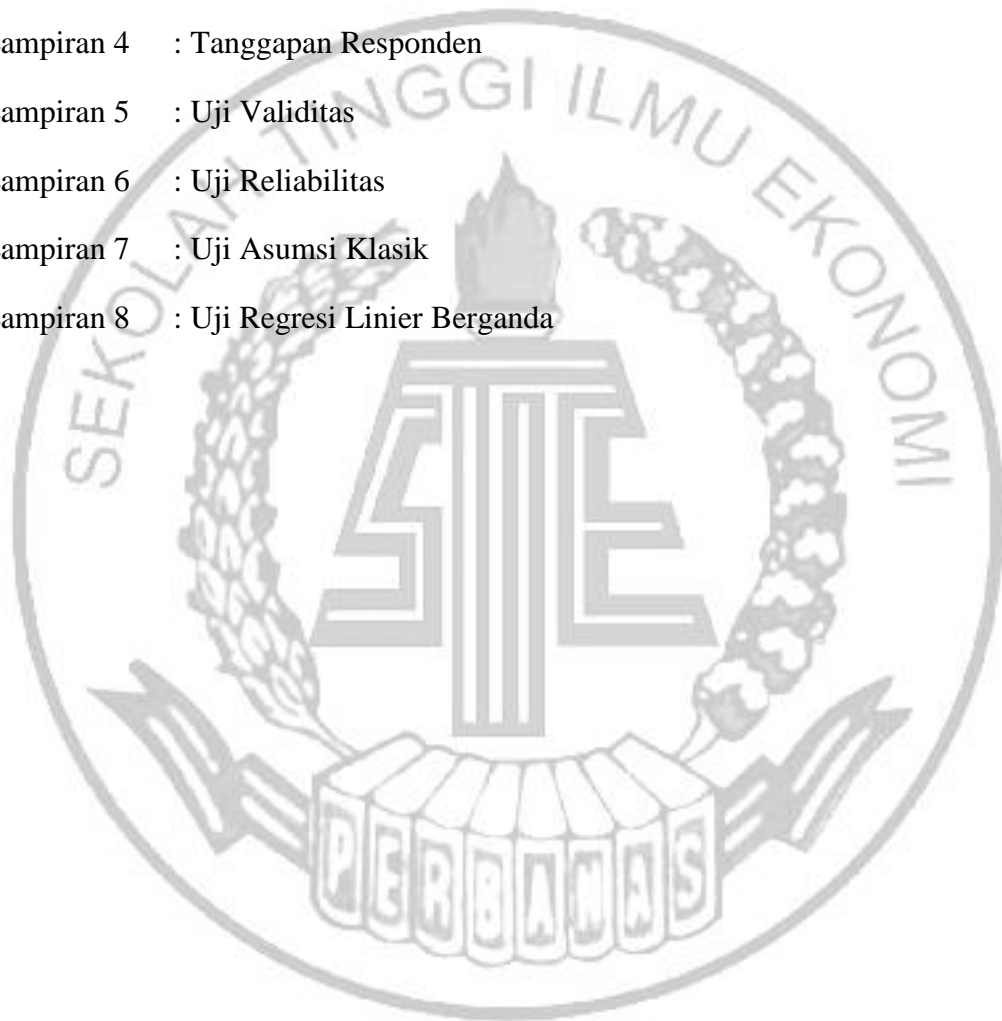 ampiran 4 : Tanggapan Responden
ampiran 5 : Uji Validitas
ampiran 6 : Uji Reliabilitas
ampiran 7 : Uji Asumsi Klasik
ampiran 8 : Uji Regresi Linier Berganda
SEKOLAH TINGGI ILMU EKONOMI
STIE
PERBANAS